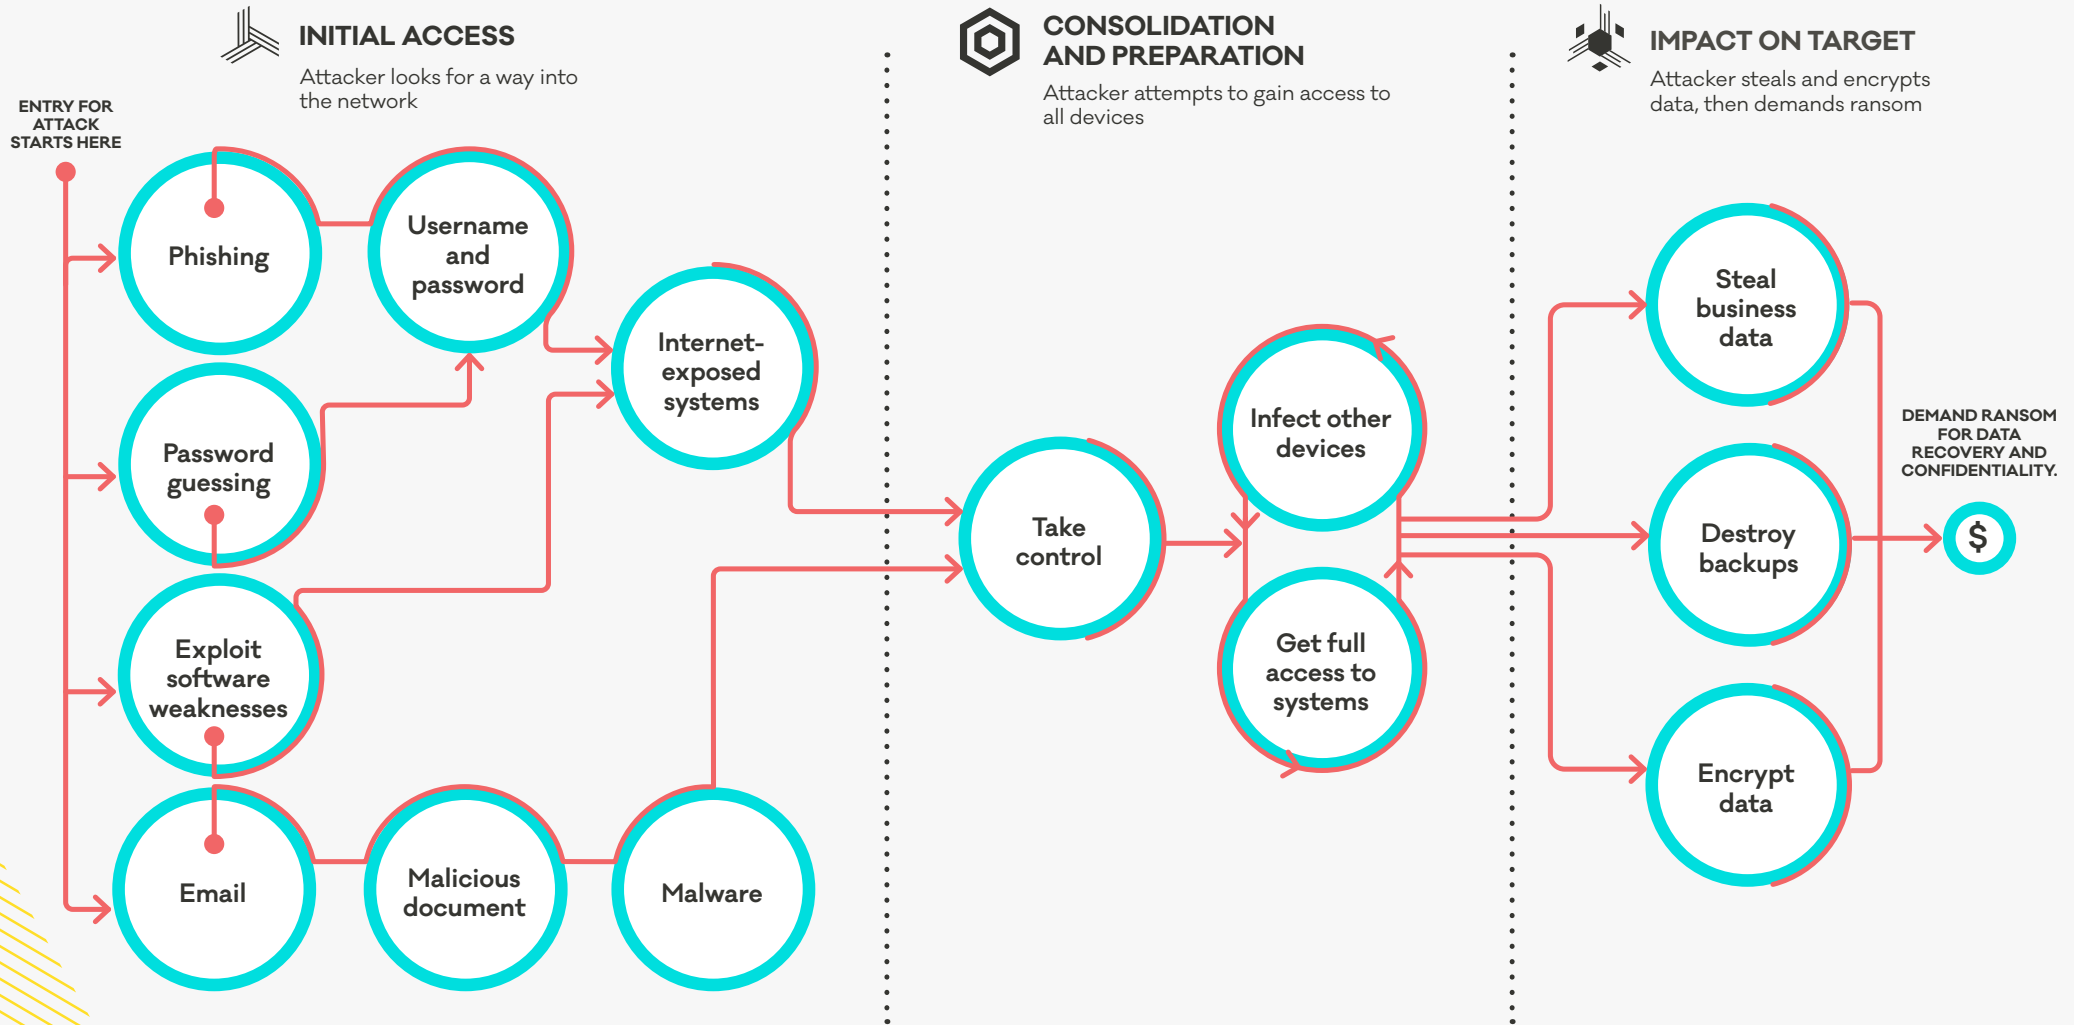 INITIAL ACCESS
Attacker looks for a way into
the network
CONSOLIDATION
AND PREPARATION
Attacker attempts to gain access to
all devices
IMPACT ON TARGET
Attacker steals and encrypts
data, then demands ransom
ENTRY FOR
ATTACK
STARTS HERE
Phishing
Username
and
password
Password
guessing
Internet-
exposed
systems
Exploit
software
weaknesses
Email
Malicious
document
Malware
Take
control
Infect other
devices
Get full
access to
systems
Steal
business
data
Destroy
backups
Encrypt
data
DEMAND RANSOM
FOR DATA
RECOVERY AND
CONFIDENTIALITY.
$